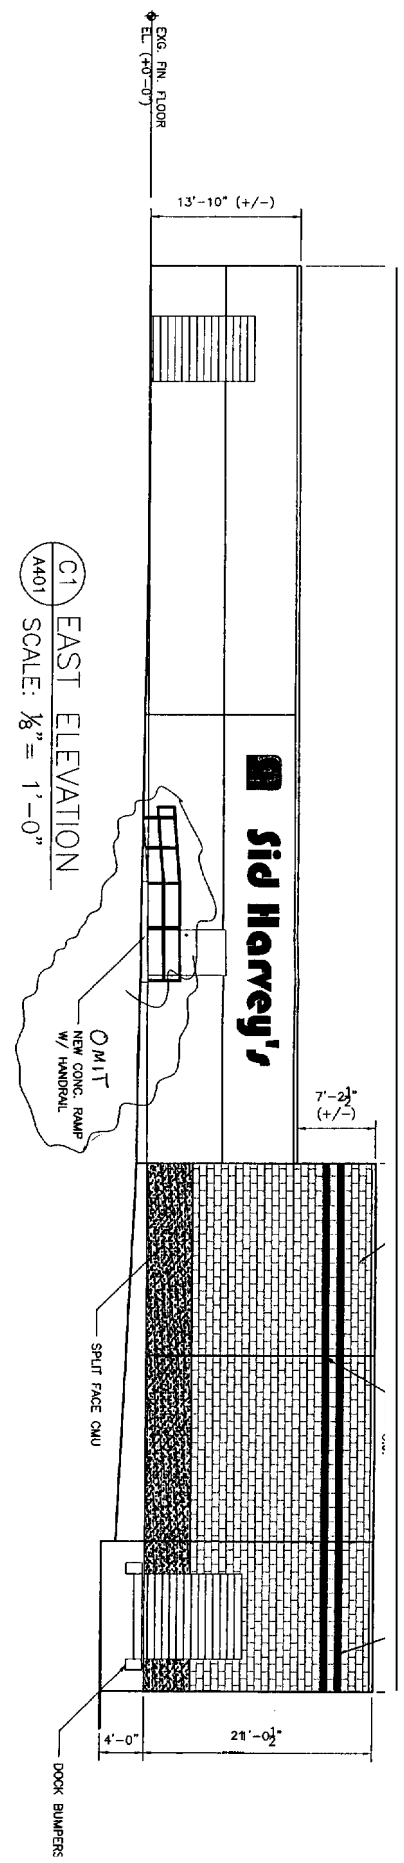 EXG. FIN. FLOOR
EL. (+0'-0")
13'-10" (+/-)
C1
A401
EAST ELEVATION
SCALE: ⅛" = 1'-0"
Sid Harvey's
OMIT
NEW CONC. RAMP
W/ HANDRAIL
7'-2½"
(+/-)
SPLIT FACE CMU
4'-0"
21'-0½"
DOCK BUMPERS